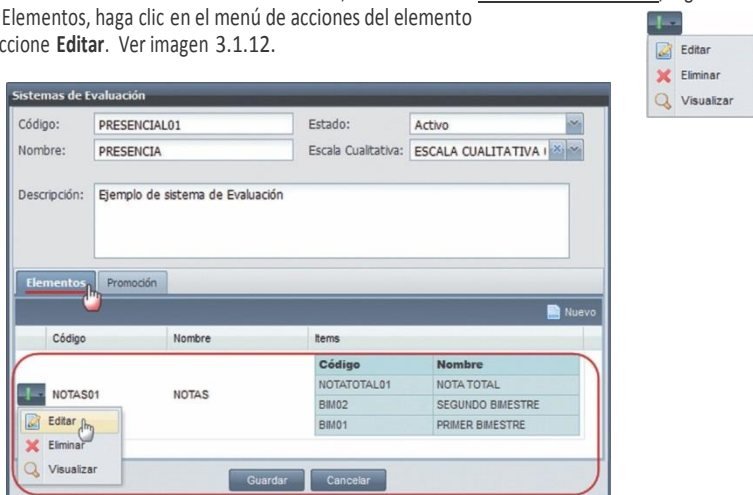 Elementos, haga clic en el menú de acciones del elemento
ccione Editar. Ver imagen 3.1.12.
Editar
Eliminar
Visualizar
Sistemas de Evaluación
Código: PRESENCIAL01 Estado: Activo
Nombre: PRESENCIA Escala Cualitativa: ESCALA CUALITATIVA
Descripción: Ejemplo de sistema de Evaluación
Elementos Promoción
Nuevo
Código Nombre Items
Código Nombre
NOTATOTAL01 NOTA TOTAL
NOTAS01 NOTAS
BIM02 SEGUNDO BIMESTRE
BIM01 PRIMER BIMESTRE
Editar
Eliminar
Visualizar
Guardar Cancelar